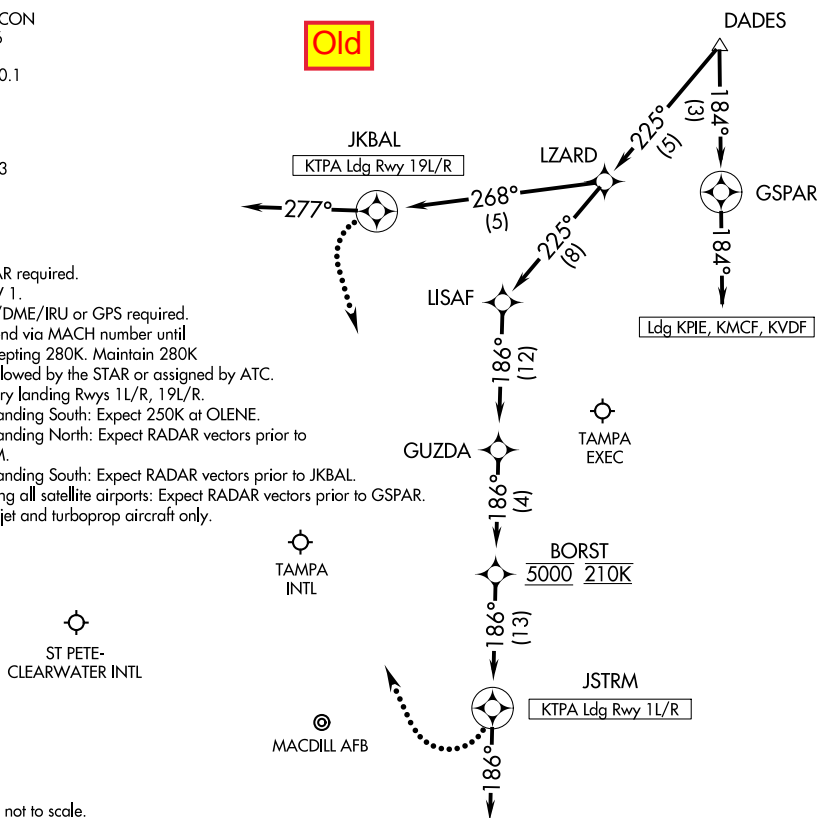 CON
Old
DADES
0.1
184°
(3)
225°
(5)
JKBAL
KTPA Ldg Rwy 19L/R
LZARD
3
GSPAR
277°
268°
(5)
225°
(8)
184°
AR required.
1.
/DME/IRU or GPS required.
nd via MACH number until
epting 280K. Maintain 280K
lowed by the STAR or assigned by ATC.
ry landing Rwys 1L/R, 19L/R.
anding South: Expect 250K at OLENE.
anding North: Expect RADAR vectors prior to
M.
anding South: Expect RADAR vectors prior to JKBAL.
ng all satellite airports: Expect RADAR vectors prior to GSPAR.
jet and turboprop aircraft only.
LISAF
Ldg KPIE, KMCF, KVDF
186°
(12)
TAMPA
EXEC
GUZDA
186°
(4)
TAMPA
INTL
BORST
5000 210K
186°
(13)
ST PETE-
CLEARWATER INTL
JSTRM
KTPA Ldg Rwy 1L/R
MACDILL AFB
186°
not to scale.